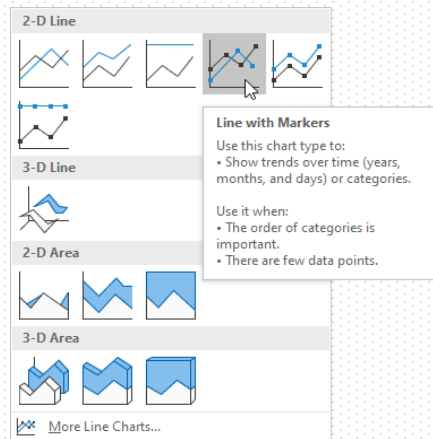 2-D Line
Line with Markers
Use this chart type to:
• Show trends over time (years,
months, and days) or categories.
Use it when:
• The order of categories is
important.
• There are few data points.
3-D Line
2-D Area
3-D Area
More Line Charts...